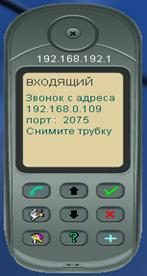 192.168.192.1
ВХОДЯЩИЙ
Звонок с адреса
192.168.0.109
порт : 2075
Снимите трубку